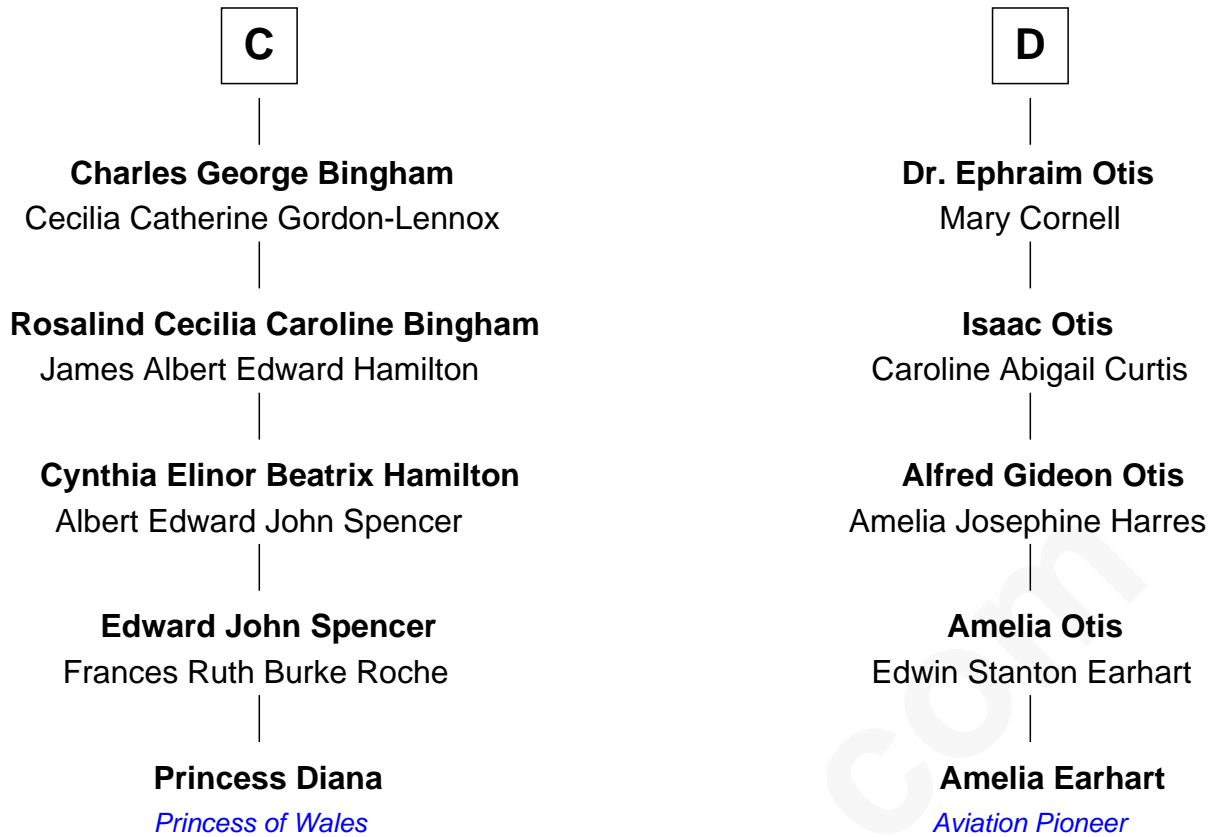 C
Charles George Bingham
Cecilia Catherine Gordon-Lennox
Rosalind Cecilia Caroline Bingham
James Albert Edward Hamilton
Cynthia Elinor Beatrix Hamilton
Albert Edward John Spencer
Edward John Spencer
Frances Ruth Burke Roche
Princess Diana
Princess of Wales
D
Dr. Ephraim Otis
Mary Cornell
Isaac Otis
Caroline Abigail Curtis
Alfred Gideon Otis
Amelia Josephine Harres
Amelia Otis
Edwin Stanton Earhart
Amelia Earhart
Aviation Pioneer
com